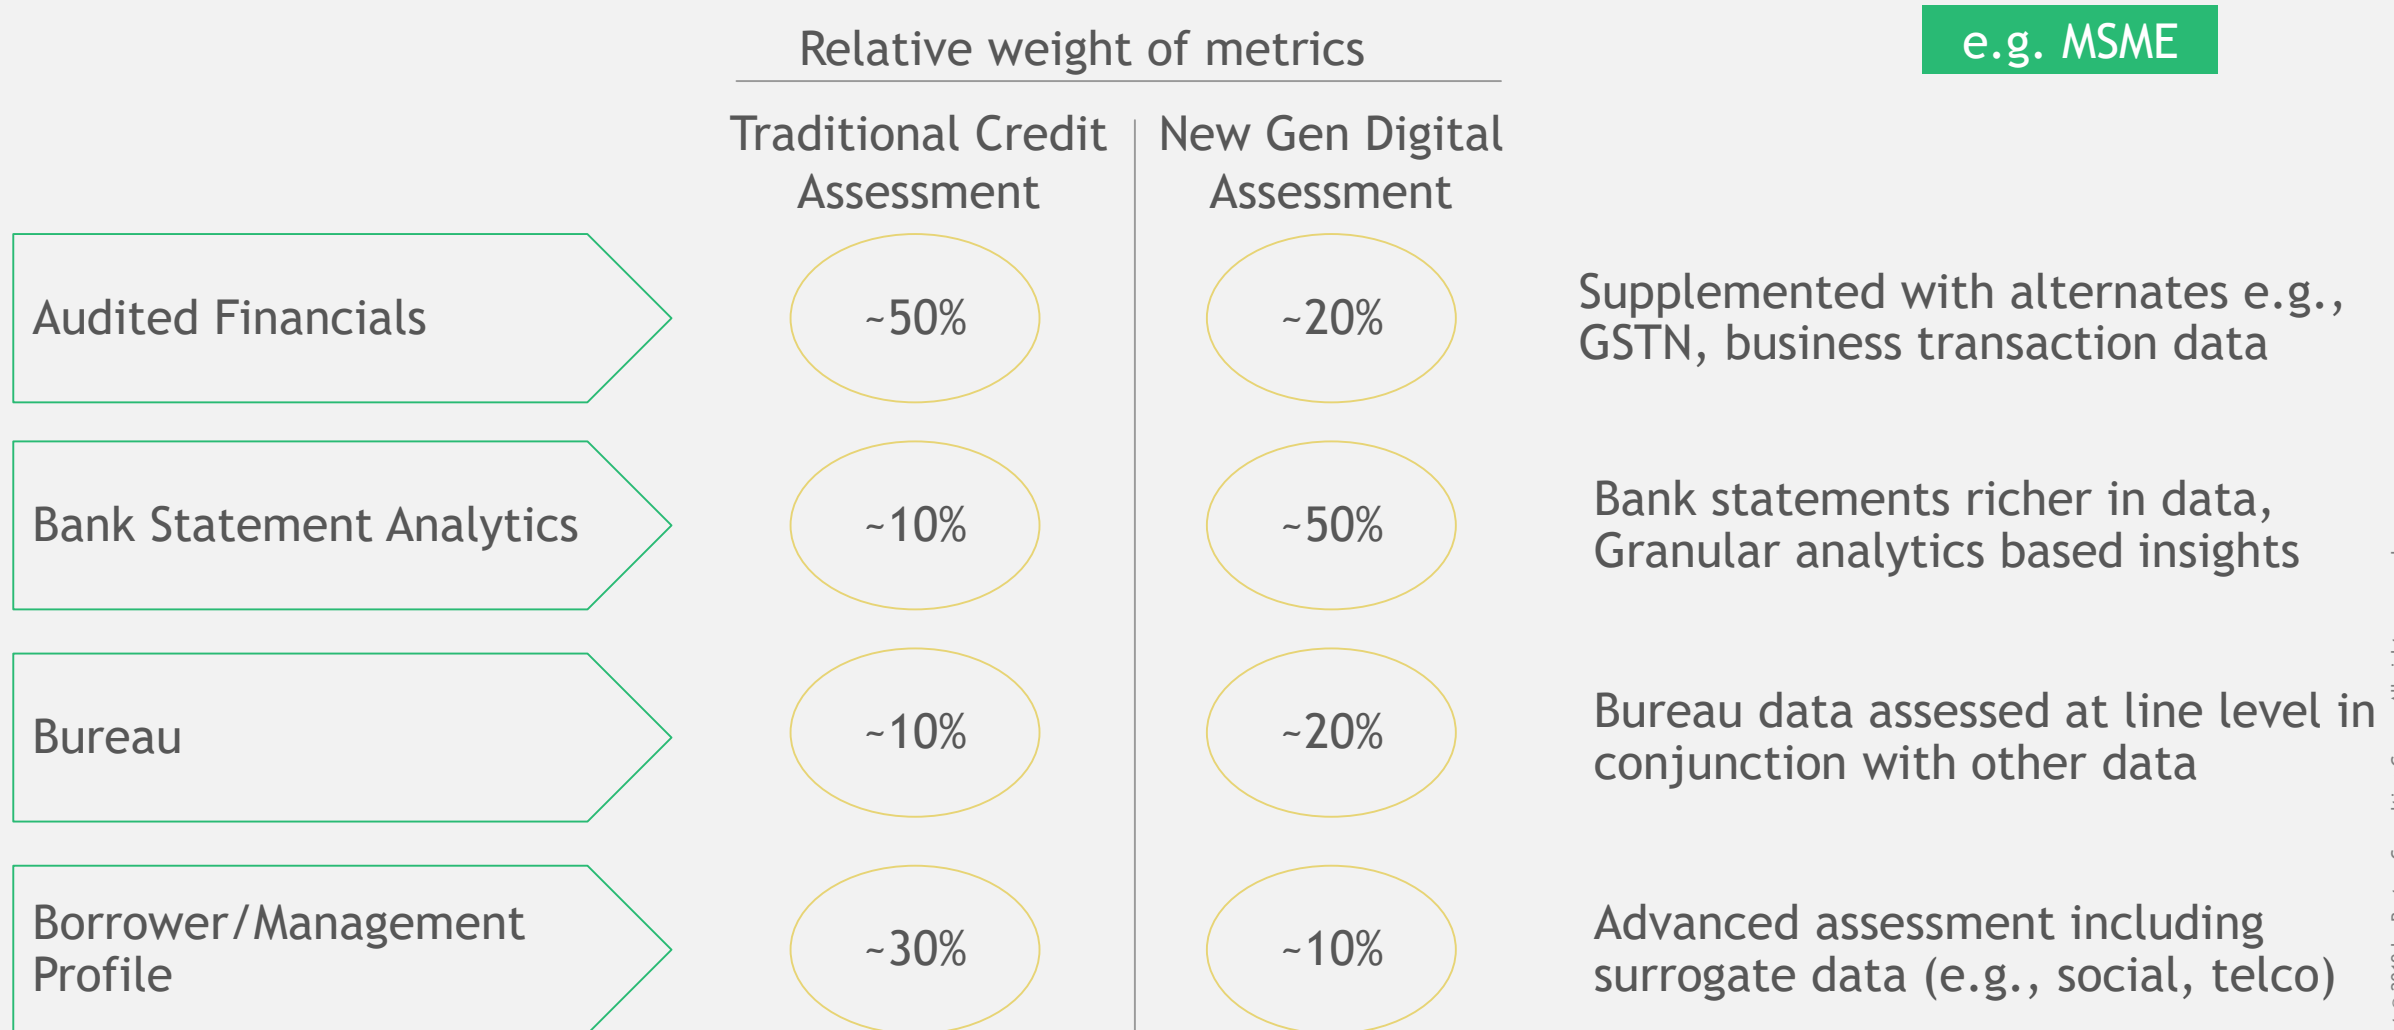 Relative weight of metrics
e.g. MSME
Traditional Credit
Assessment
New Gen Digital
Assessment
Audited Financials
~50%
~20%
Supplemented with alternates e.g.,
GSTN, business transaction data
Bank Statement Analytics
~10%
~50%
Bank statements richer in data,
Granular analytics based insights
Bureau
~10%
~20%
Bureau data assessed at line level in
conjunction with other data
Borrower/Management
Profile
~30%
~10%
Advanced assessment including
surrogate data (e.g., social, telco)